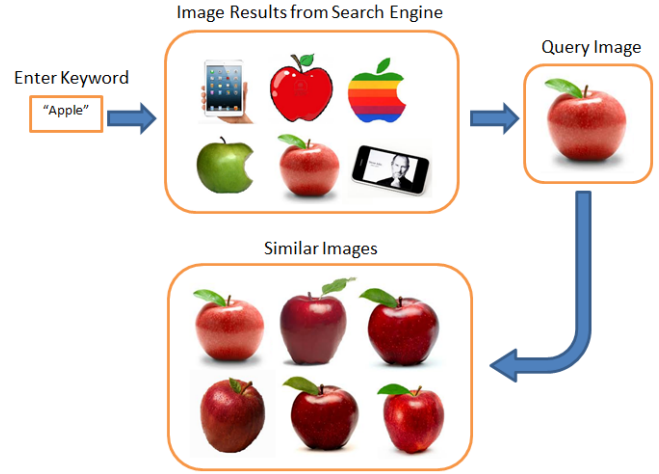 Image Results from Search Engine
Query Image
Enter Keyword
“Apple”
Similar Images